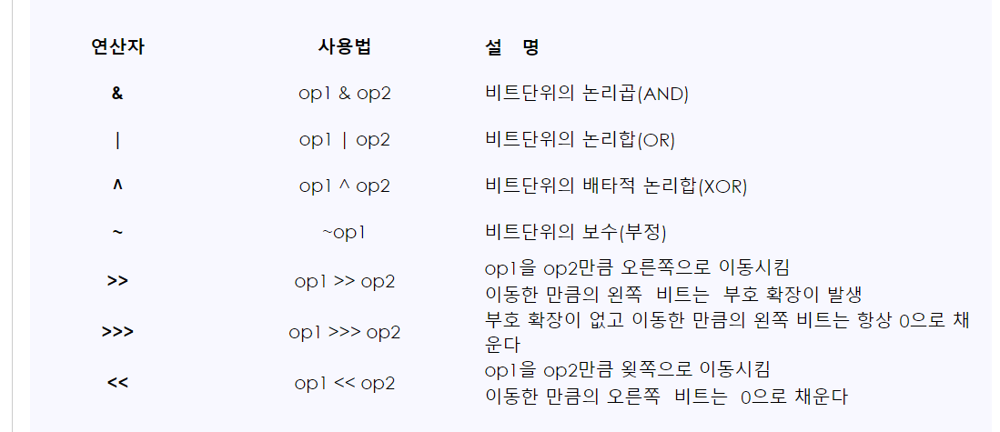 연산자 사용법 설 명
& op1 & op2 비트단위의 논리곱(AND)
| op1 | op2 비트단위의 논리합(OR)
^ op1 ^ op2 비트단위의 배타적 논리합(XOR)
~ ~op1 비트단위의 보수(부정)
>> op1 >> op2 op1을 op2만큼 오른쪽으로 이동시킴
이동한 만큼의 왼쪽 비트는 부호 확장이 발생
>>> op1 >>> op2 부호 확장이 없고 이동한 만큼의 왼쪽 비트는 항상 0으로 채
운다
<< op1 << op2 op1을 op2만큼 욎쪽으로 이동시킴
이동한 만큼의 오른쪽 비트는 0으로 채운다